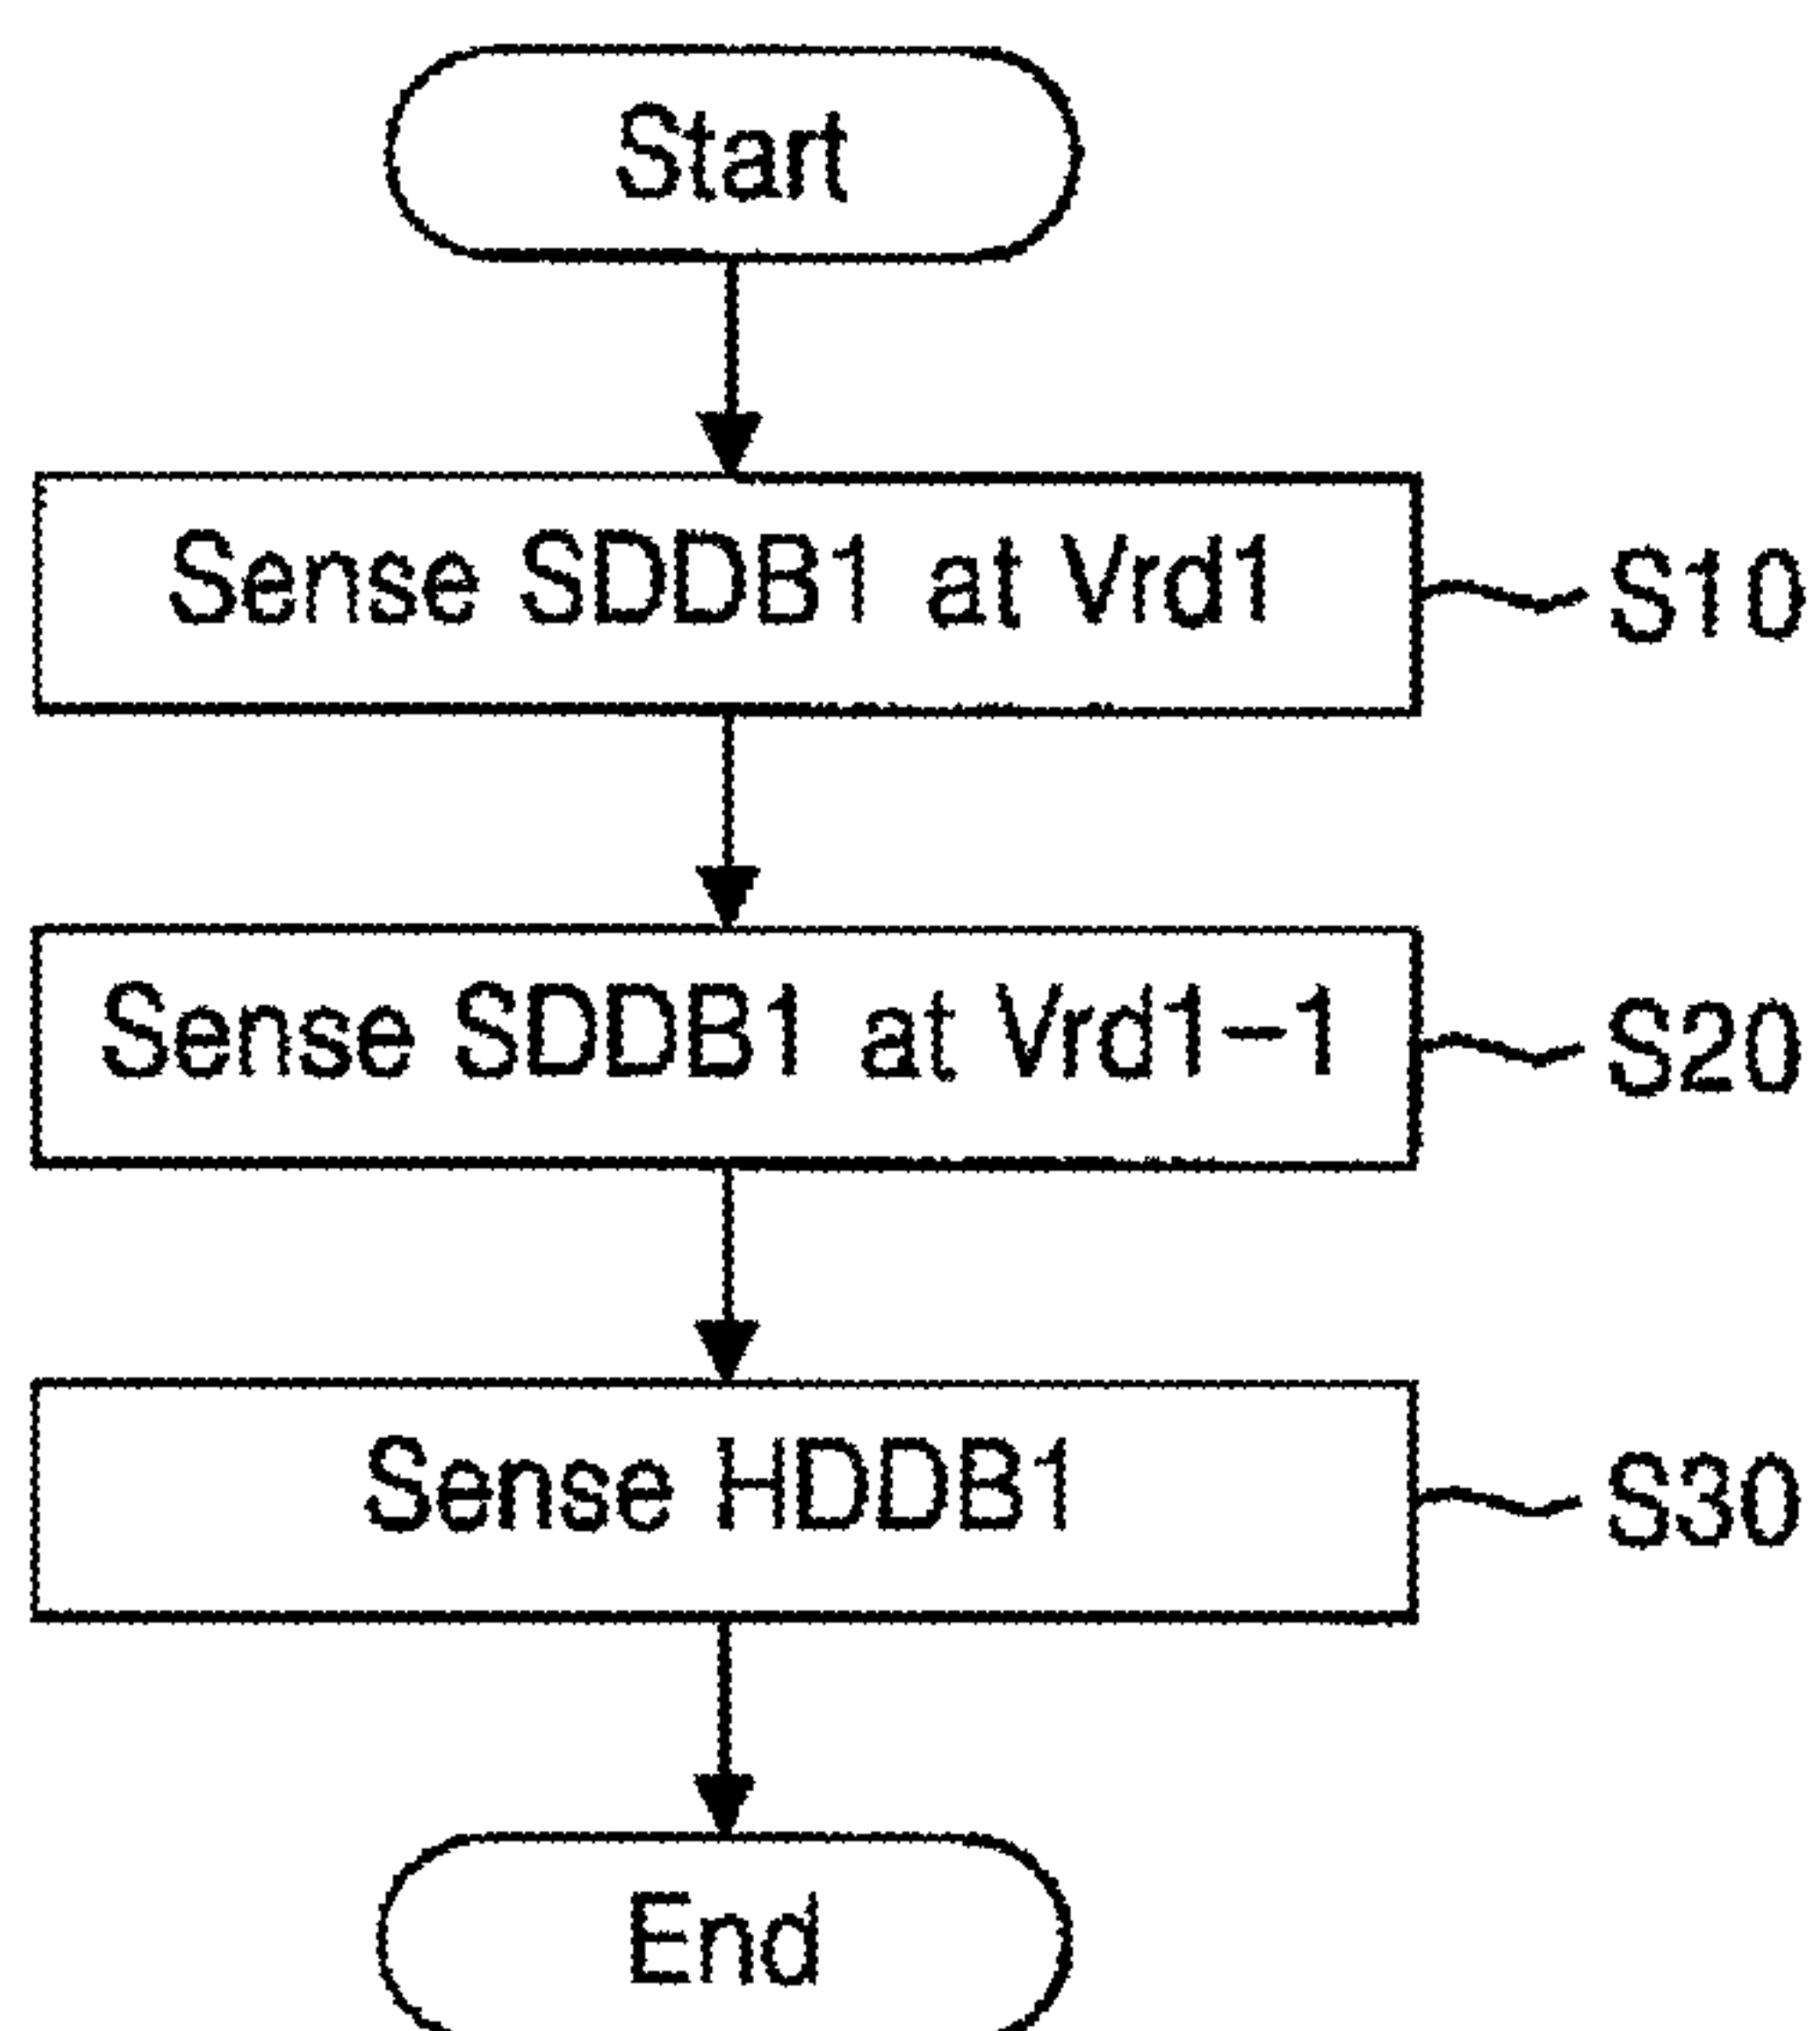 Start
Sense SDDB1 at Vrd1
S10
Sense SDDB1 at Vrd1-1
S20
Sense HDDB1
S30
End